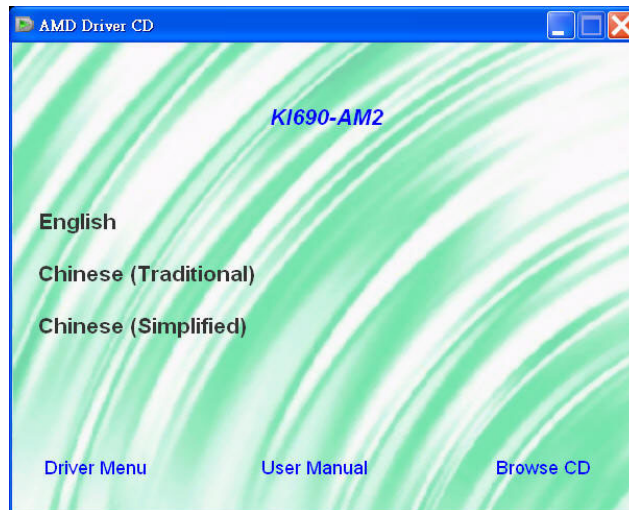 AMD Driver CD
KI690-AM2
English
Chinese (Traditional)
Chinese (Simplified)
Driver Menu User Manual Browse CD